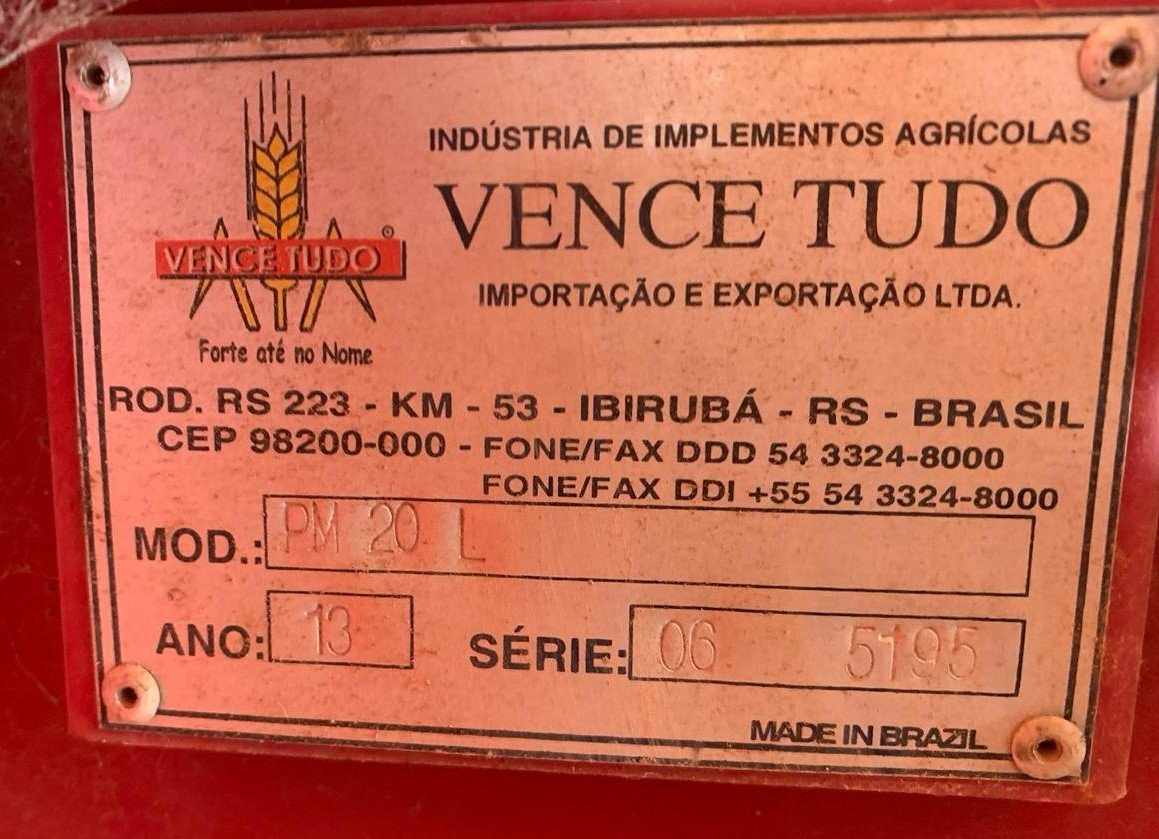 INDÚSTRIA DE IMPLEMENTOS AGRÍCOLAS
VENCE TUDO
IMPORTAÇÃO E EXPORTAÇÃO LTDA.
VENCE TUDO ®
Forte até no Nome
ROD. RS 223 - KM - 53 - IBIRUBÁ - RS - BRASIL
CEP 98200-000 - FONE/FAX DDD 54 3324-8000
FONE/FAX DDI +55 54 3324-8000
MOD.: PM 20 L
ANO: 13 SÉRIE: 06 5195
MADE IN BRAZIL